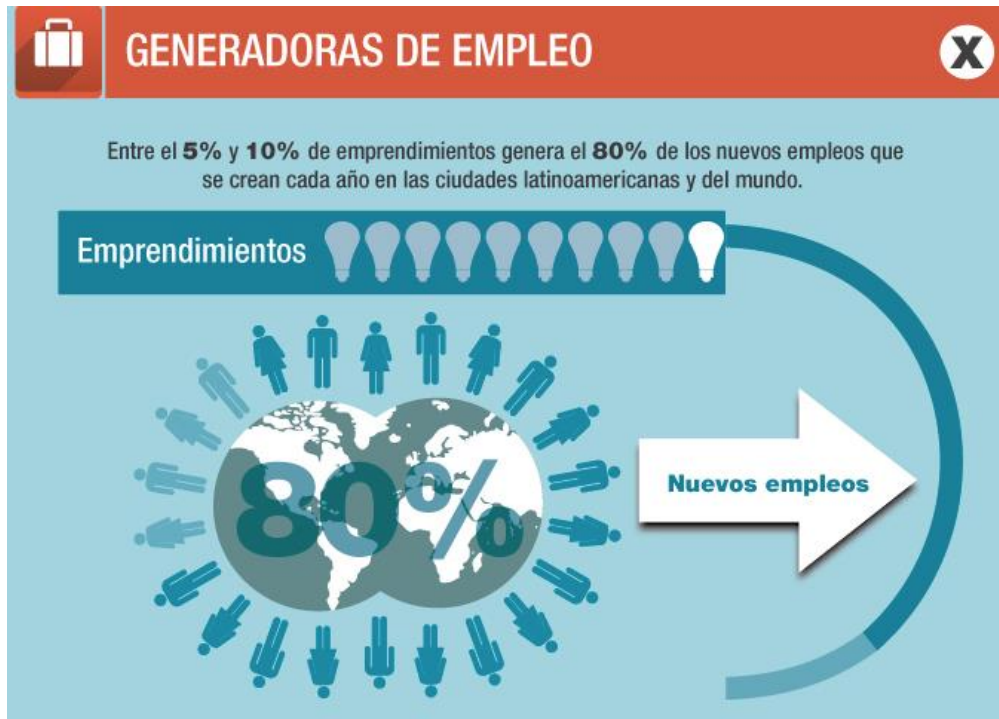 GENERADORAS DE EMPLEO
X
Entre el 5% y 10% de emprendimientos genera el 80% de los nuevos empleos que
se crean cada año en las ciudades latinoamericanas y del mundo.
Emprendimientos
80%
Nuevos empleos